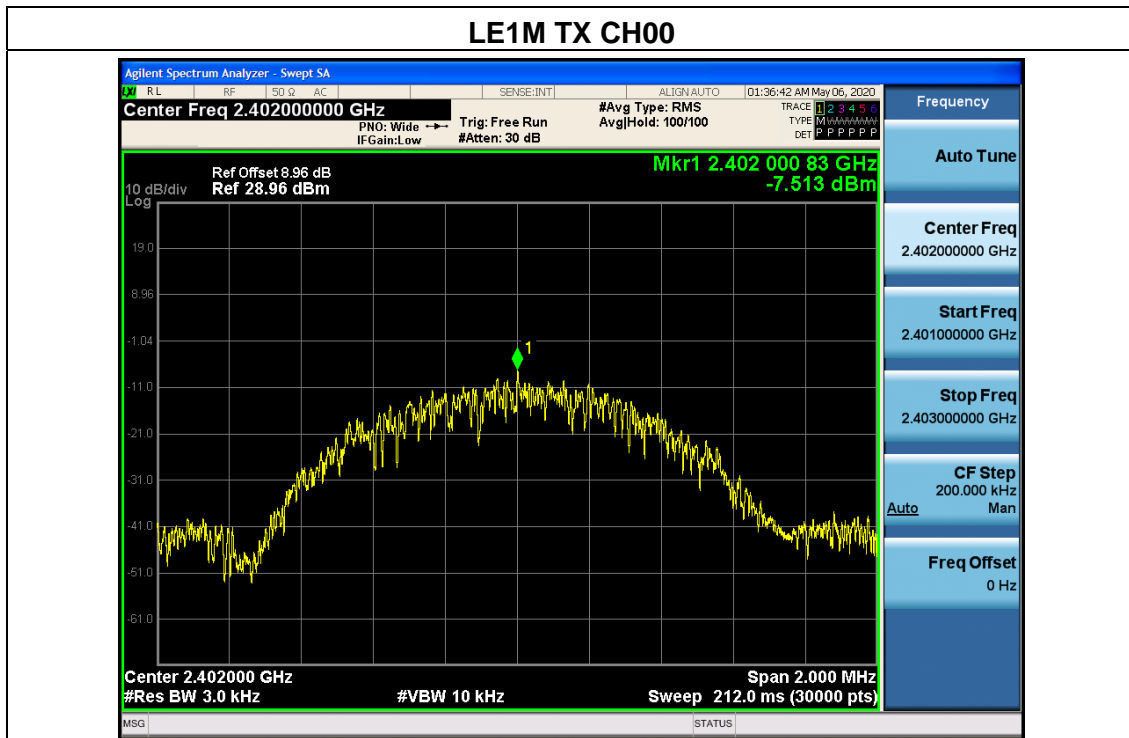 LE1M TX CH00
Agilent Spectrum Analyzer - Swept SA
LXI RL RF 50 Ω AC SENSE:INT ALIGN AUTO 01:36:42 AM May 06, 2020
Center Freq 2.402000000 GHz
PNO: Wide
IFGain:Low
Trig: Free Run
#Atten: 30 dB
#Avg Type: RMS
Avg|Hold: 100/100
TRACE 1 2 3 4 5 6
TYPE M WWWWW
DET P P P P P P
Frequency
Auto Tune
Center Freq
2.402000000 GHz
Start Freq
2.401000000 GHz
Stop Freq
2.403000000 GHz
CF Step
200.000 kHz
Auto Man
Freq Offset
0 Hz
Mkr1 2.402 000 83 GHz
-7.513 dBm
Ref Offset 8.96 dB
10 dB/div Ref 28.96 dBm
Log
19.0
8.96
-1.04
1
-11.0
-21.0
-31.0
-41.0
-51.0
-61.0
Center 2.402000 GHz Span 2.000 MHz
#Res BW 3.0 kHz #VBW 10 kHz Sweep 212.0 ms (30000 pts)
MSG STATUS